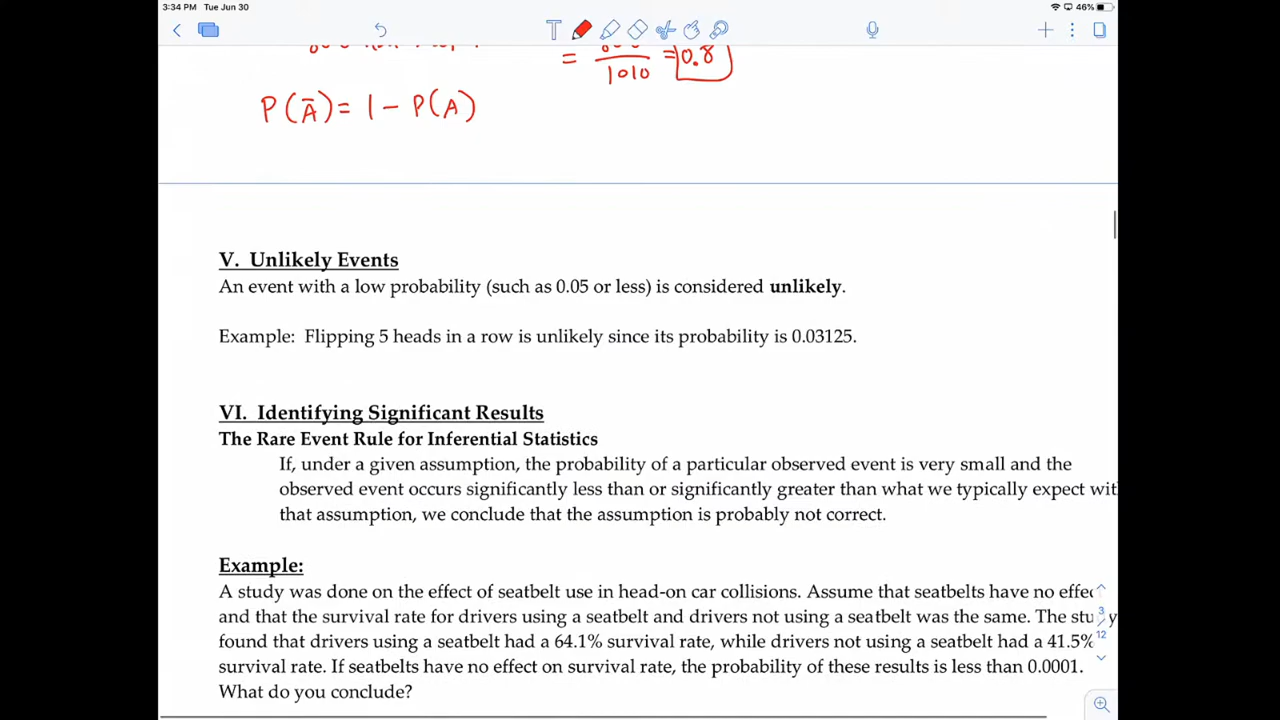 3:34 PM Tue Jun 30
46%
= 1010 = 0.8
P(Ā) = 1 - P(A)
V. Unlikely Events
An event with a low probability (such as 0.05 or less) is considered unlikely.
Example: Flipping 5 heads in a row is unlikely since its probability is 0.03125.
VI. Identifying Significant Results
The Rare Event Rule for Inferential Statistics
If, under a given assumption, the probability of a particular observed event is very small and the
observed event occurs significantly less than or significantly greater than what we typically expect wit
that assumption, we conclude that the assumption is probably not correct.
Example:
A study was done on the effect of seatbelt use in head-on car collisions. Assume that seatbelts have no effec
and that the survival rate for drivers using a seatbelt and drivers not using a seatbelt was the same. The stu y
found that drivers using a seatbelt had a 64.1% survival rate, while drivers not using a seatbelt had a 41.5%
survival rate. If seatbelts have no effect on survival rate, the probability of these results is less than 0.0001.
What do you conclude?
3
12